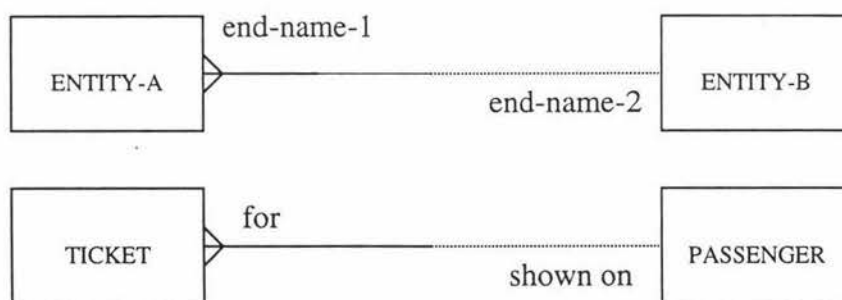 end-name-1
ENTITY-A
ENTITY-B
end-name-2
for
TICKET
PASSENGER
shown on